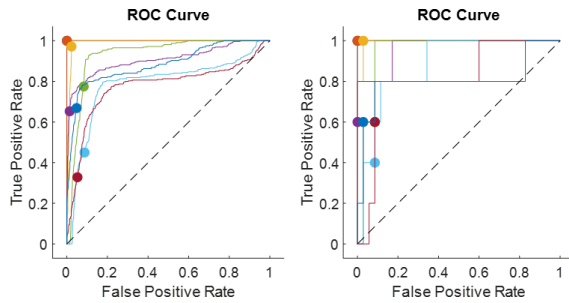 ROC Curve
True Positive Rate
1
0.8
0.6
0.4
0.2
0
0 0.2 0.4 0.6 0.8 1
False Positive Rate
ROC Curve
True Positive Rate
1
0.8
0.6
0.4
0.2
0
0 0.2 0.4 0.6 0.8 1
False Positive Rate